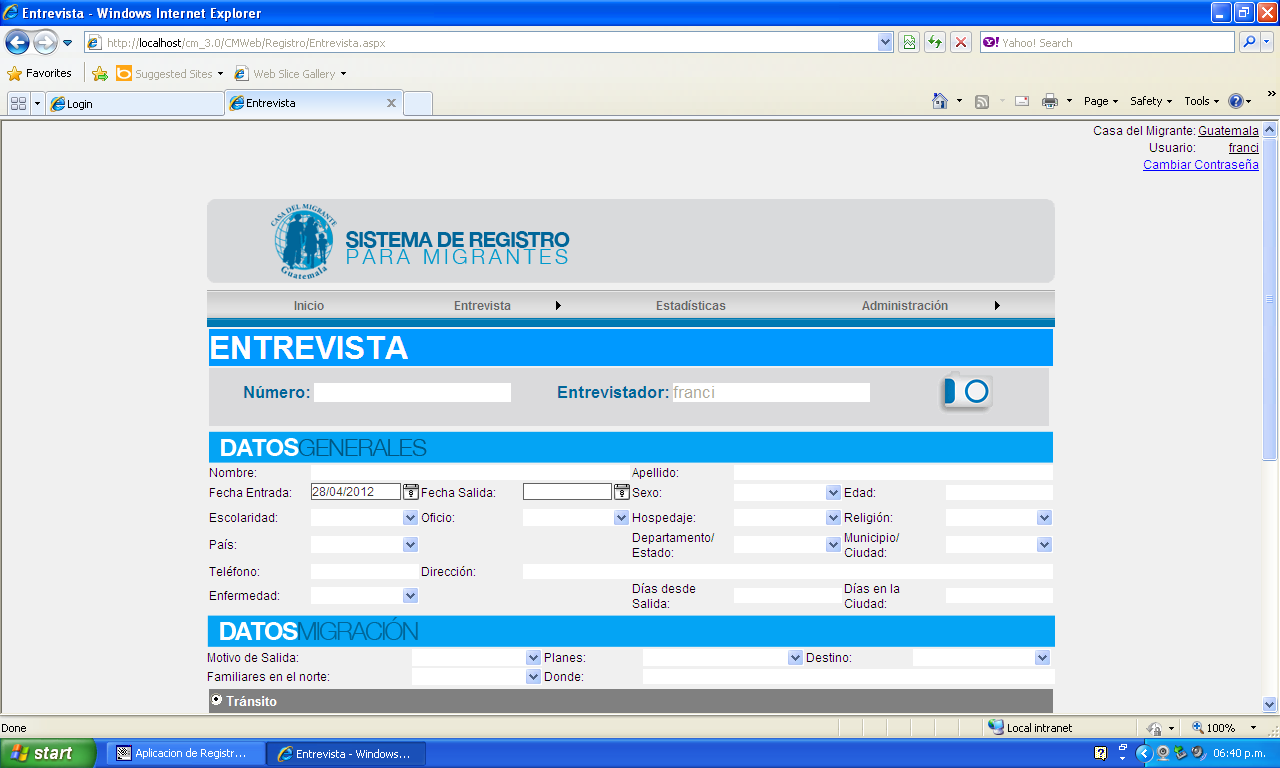 Entrevista - Windows Internet Explorer
http://localhost/cm_3.0/CMWeb/Registro/Entrevista.aspx
Yahoo! Search
Favorites Suggested Sites Web Slice Gallery
Login Entrevista Page Safety Tools
Casa del Migrante: Guatemala
Usuario: franci
Cambiar Contraseña
CASA DEL MIGRANTE
Guatemala
SISTEMA DE REGISTRO
PARA MIGRANTES
Inicio Entrevista Estadísticas Administración
ENTREVISTA
Número: Entrevistador: franci
DATOSGENERALES
Nombre: Apellido:
Fecha Entrada: 28/04/2012 Fecha Salida: Sexo: Edad:
Escolaridad: Oficio: Hospedaje: Religión:
País: Departamento/ Estado: Municipio/ Ciudad:
Teléfono: Dirección:
Enfermedad: Días desde Salida: Días en la Ciudad:
DATOSMIGRACIÓN
Motivo de Salida: Planes: Destino:
Familiares en el norte: Donde:
Tránsito
Done Local intranet 100%
start Aplicacion de Registr... Entrevista - Windows... 06:40 p.m.